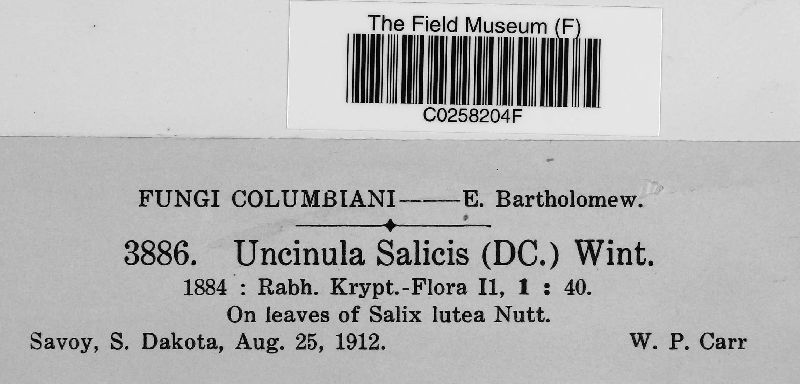 The Field Museum (F)
C0258204F
FUNGI COLUMBIANI——E. Bartholomew.
3886. Uncinula Salicis (DC.) Wint.
1884 : Rabh. Krypt.-Flora I1, 1 : 40.
On leaves of Salix lutea Nutt.
Savoy, S. Dakota, Aug. 25, 1912. W. P. Carr